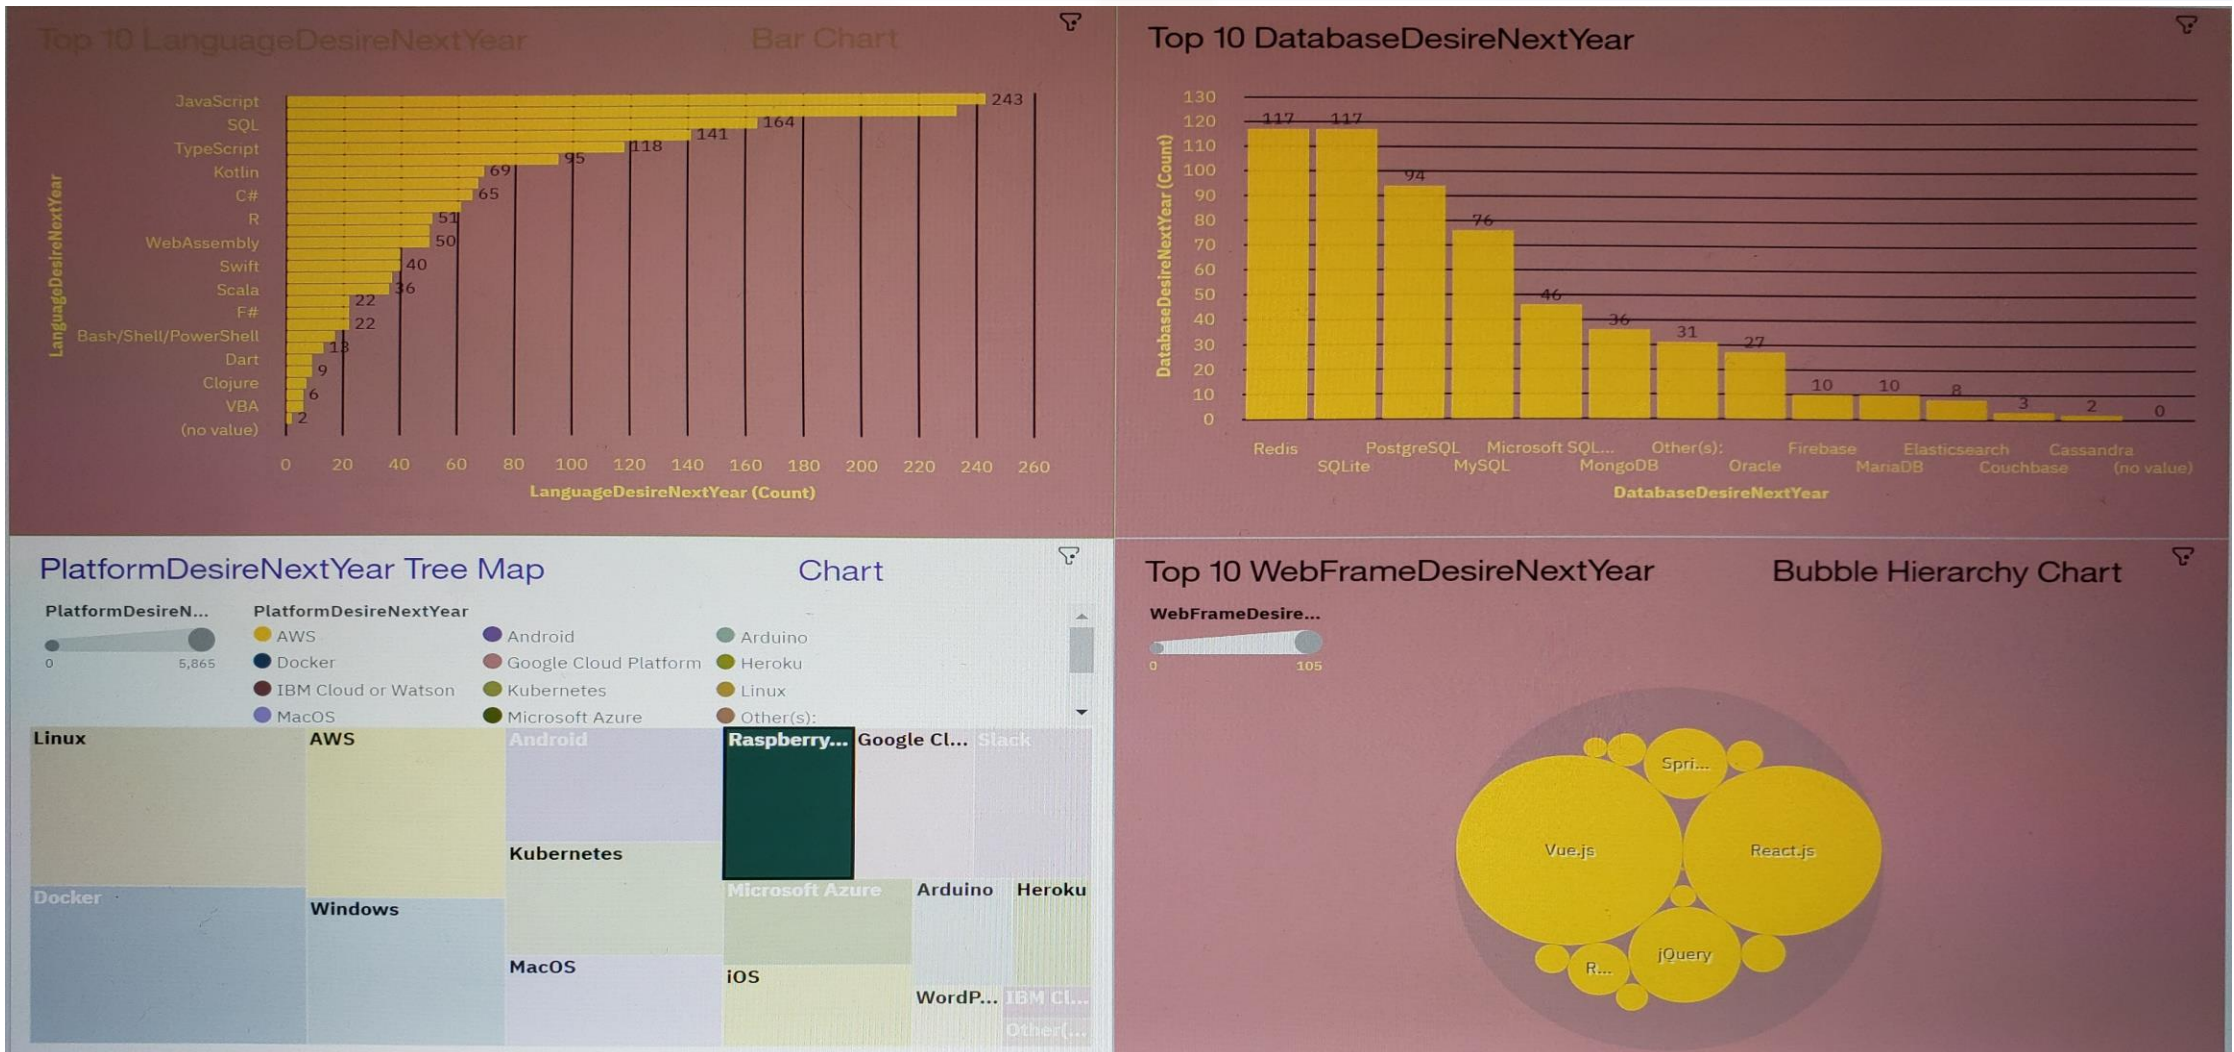 Top 10 LanguageDesireNextYear
Bar Chart
LanguageDesireNextYear
JavaScript
SQL
TypeScript
Kotlin
C#
R
WebAssembly
Swift
Scala
F#
Bash/Shell/PowerShell
Dart
Clojure
VBA
(no value)
243
164
141
118
95
69
65
51
50
40
36
22
22
13
9
6
2
0 20 40 60 80 100 120 140 160 180 200 220 240 260
LanguageDesireNextYear (Count)
Top 10 DatabaseDesireNextYear
DatabaseDesireNextYear (Count)
130
120
110
100
90
80
70
60
50
40
30
20
10
0
117 117 94 76 46 36 31 27 10 10 8 3 2 0
Redis PostgreSQL Microsoft SQL... Other(s): Firebase Elasticsearch Cassandra
SQLite MySQL MongoDB Oracle MariaDB Couchbase (no value)
DatabaseDesireNextYear
PlatformDesireNextYear Tree Map
Chart
PlatformDesireN...
0 5,865
PlatformDesireNextYear
AWS Android Arduino
Docker Google Cloud Platform Heroku
IBM Cloud or Watson Kubernetes Linux
MacOS Microsoft Azure Other(s):
Linux
AWS
Android
Raspberry...
Google Cl...
Slack
Kubernetes
Docker
Windows
Microsoft Azure
Arduino
Heroku
MacOS
iOS
WordP...
IBM Cl...
Other(...
Top 10 WebFrameDesireNextYear
Bubble Hierarchy Chart
WebFrameDesire...
0 105
Spri...
Vue.js
React.js
jQuery
R...